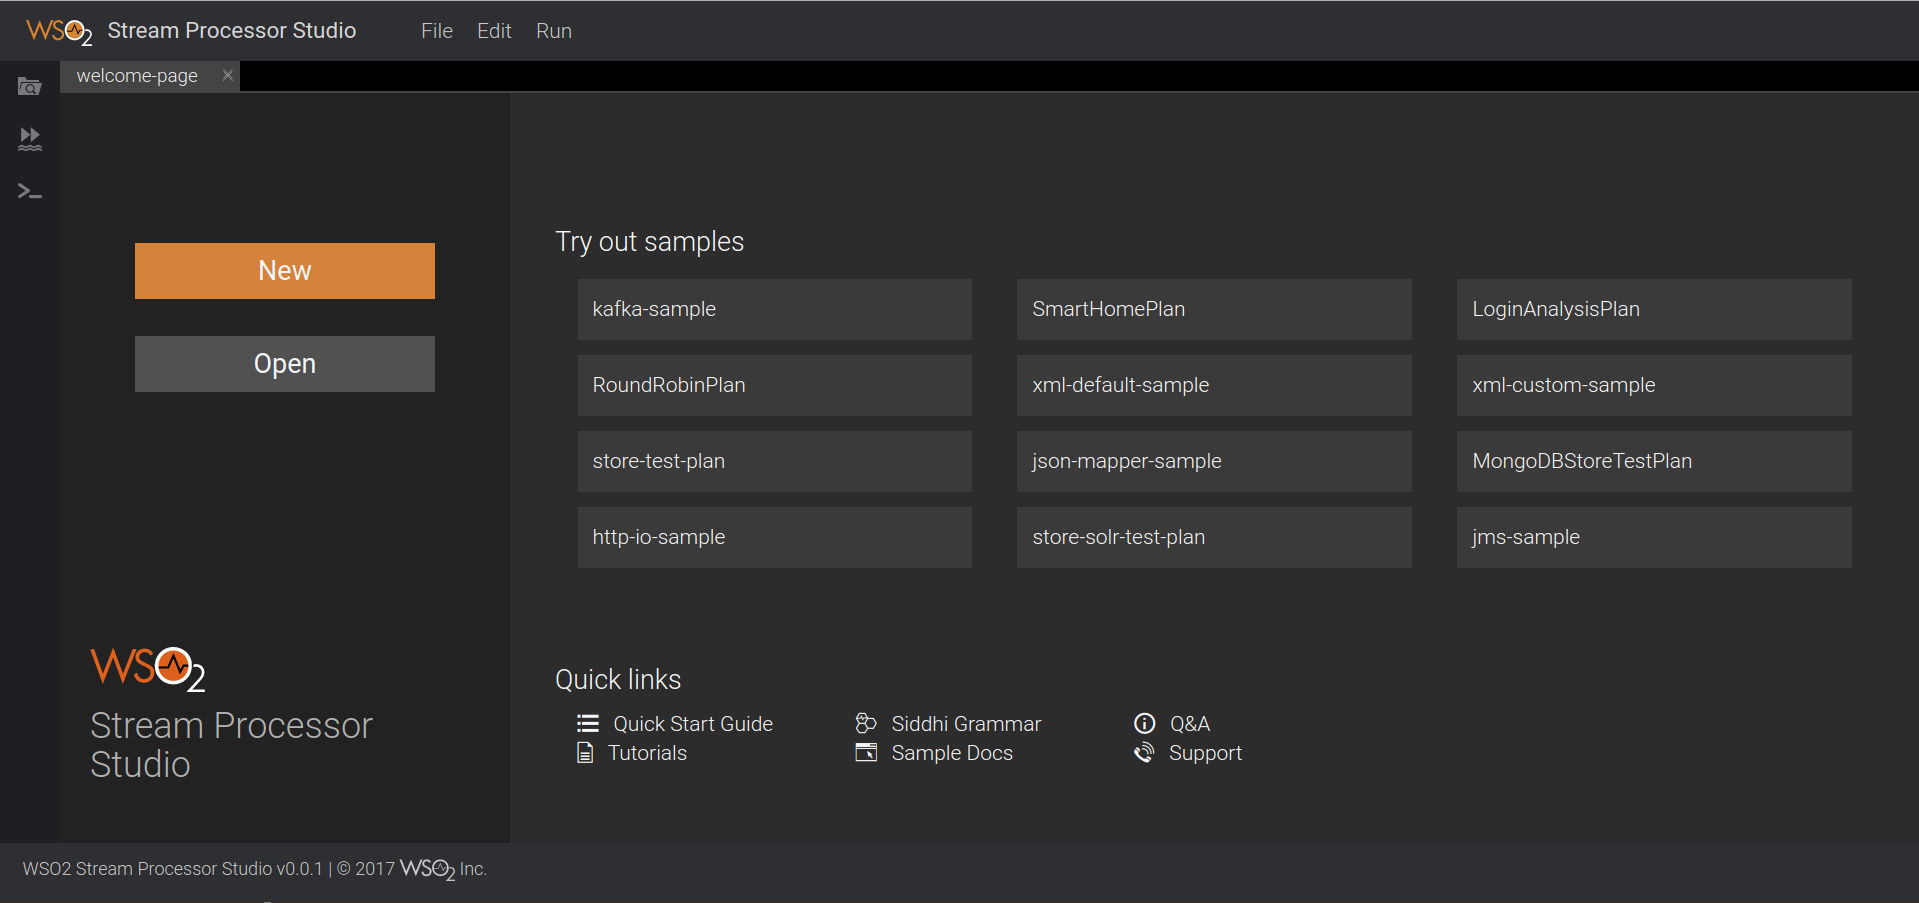 WSO2 Stream Processor Studio File Edit Run
welcome-page
New
Open
Try out samples
kafka-sample SmartHomePlan LoginAnalysisPlan
RoundRobinPlan xml-default-sample xml-custom-sample
store-test-plan json-mapper-sample MongoDBStoreTestPlan
http-io-sample store-solr-test-plan jms-sample
WSO2
Stream Processor
Studio
Quick links
Quick Start Guide Siddhi Grammar Q&A
Tutorials Sample Docs Support
WSO2 Stream Processor Studio v0.0.1 | © 2017 WSO2 Inc.